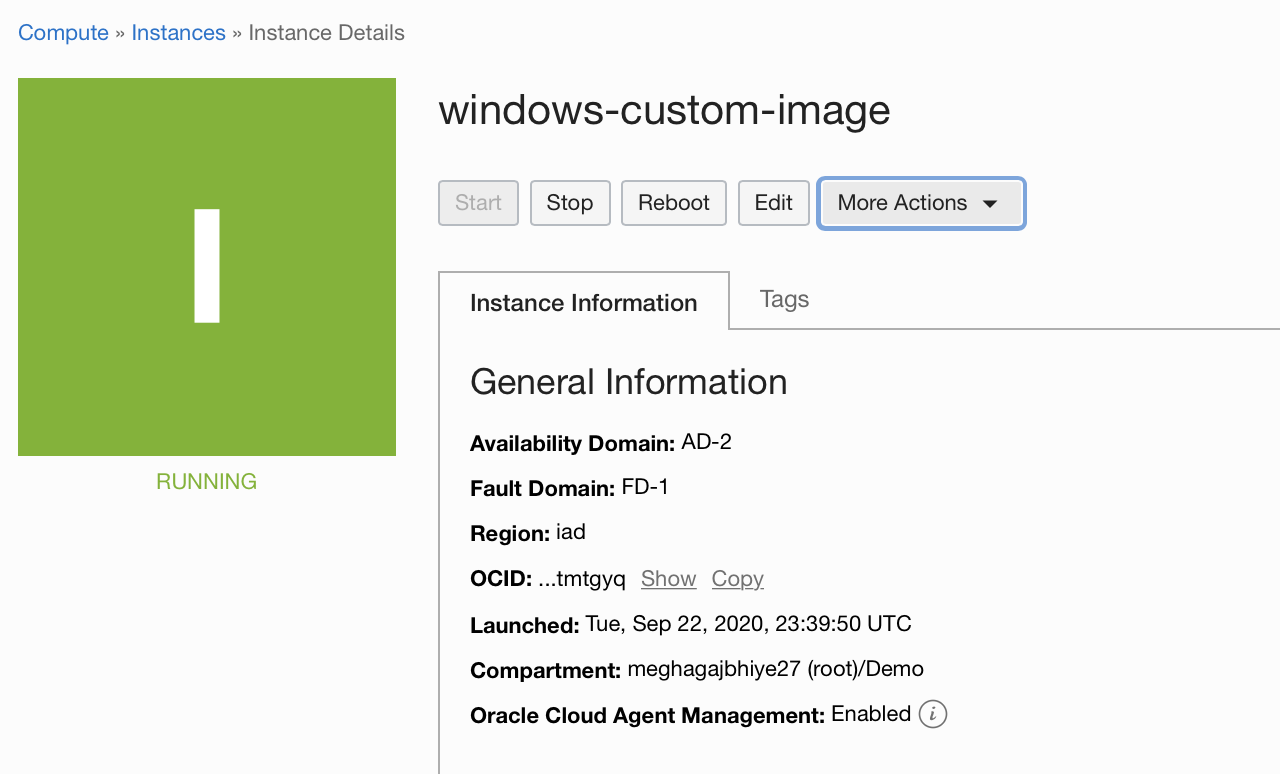 Compute » Instances » Instance Details
I
RUNNING
windows-custom-image
Start Stop Reboot Edit More Actions
Instance Information Tags
General Information
Availability Domain: AD-2
Fault Domain: FD-1
Region: iad
OCID: ...tmtgyq Show Copy
Launched: Tue, Sep 22, 2020, 23:39:50 UTC
Compartment: meghagajbhiye27 (root)/Demo
Oracle Cloud Agent Management: Enabled i